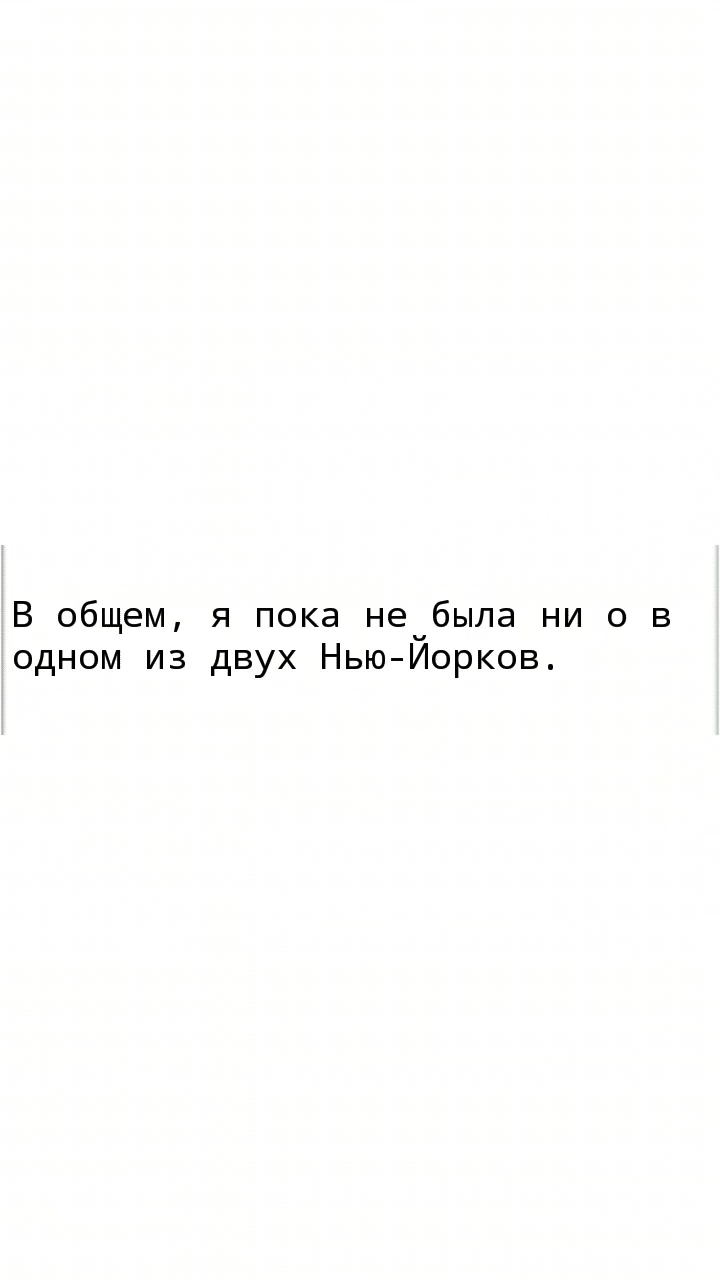 В общем, я пока не была ни о в
одном из двух Нью-Йорков.